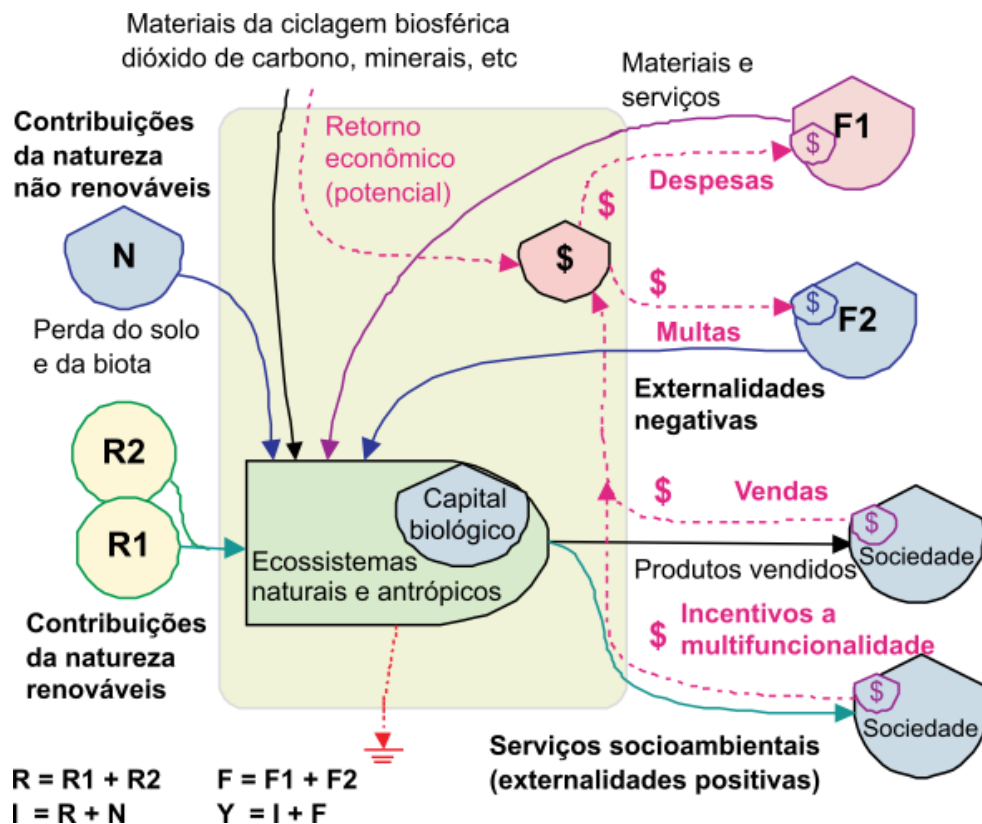 Materiais da ciclagem biosférica
dióxido de carbono, minerais, etc
Contribuições
da natureza
não renováveis
N
Perda do solo
e da biota
Retorno
econômico
(potencial)
Materiais e
serviços
F1
$
Despesas
$
$
$
Multas
$
F2
Externalidades
negativas
R2
R1
Contribuições
da natureza
renováveis
Capital
biológico
Ecossistemas
naturais e antrópicos
$
Vendas
$
Sociedade
Produtos vendidos
$
Incentivos a
multifuncionalidade
$
Sociedade
Serviços socioambientais
(externalidades positivas)
R = R1 + R2
F = F1 + F2
I = R + N
Y = I + F